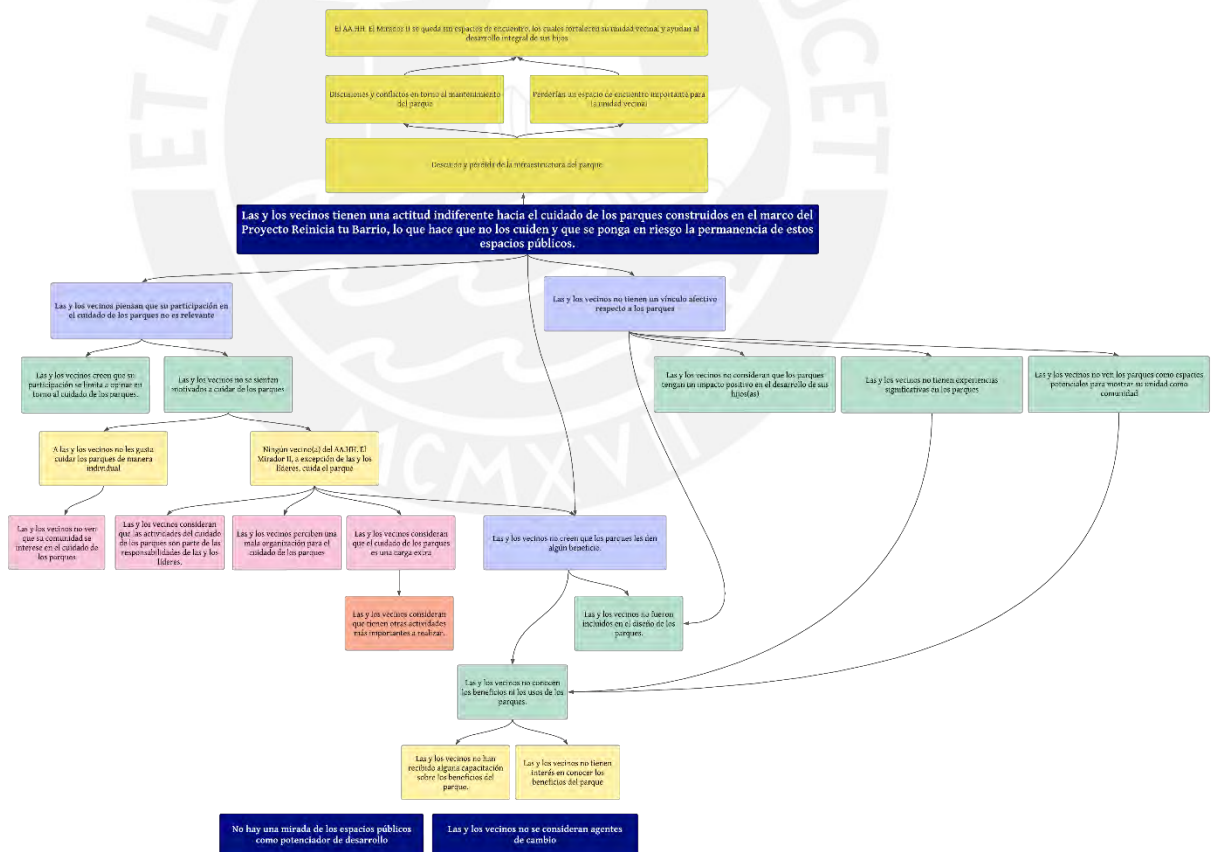 El AA.HH. El Mirador II se queda sin espacios de encuentro, los cuales fortalecen su unidad vecinal y ayudan al
desarrollo integral de sus hijos
Discusiones y conflictos en torno al mantenimiento
del parque
Perderían un espacio de encuentro importante para
la unidad vecinal
Descuido y pérdida de la infraestructura del parque
Las y los vecinos tienen una actitud indiferente hacia el cuidado de los parques construidos en el marco del
Proyecto Reinicia tu Barrio, lo que hace que no los cuiden y que se ponga en riesgo la permanencia de estos
espacios públicos.
Las y los vecinos piensan que su participación en
el cuidado de los parques no es relevante
Las y los vecinos no tienen un vínculo afectivo
respecto a los parques
Las y los vecinos creen que su
participación se limita a opinar en
torno al cuidado de los parques.
Las y los vecinos no se sienten
motivados a cuidar de los parques
Las y los vecinos no consideran que los parques
tengan un impacto positivo en el desarrollo de sus
hijos(as)
Las y los vecinos no tienen experiencias
significativas en los parques
Las y los vecinos no ven los parques como espacios
potenciales para mostrar su unidad como
comunidad
A las y los vecinos no les gusta
cuidar los parques de manera
individual
Ningún vecino(a) del AA.HH. El
Mirador II, a excepción de las y los
líderes, cuida el parque
Las y los vecinos no ven
que su comunidad se
interese en el cuidado de
los parques
Las y los vecinos consideran
que las actividades del cuidado
de los parques son parte de las
responsabilidades de las y los
líderes.
Las y los vecinos perciben una
mala organización para el
cuidado de los parques
Las y los vecinos consideran
que el cuidado de los parques
es una carga extra
Las y los vecinos no creen que los parques les den
algún beneficio.
Las y los vecinos consideran
que tienen otras actividades
más importantes a realizar.
Las y los vecinos no fueron
incluidos en el diseño de los
parques.
Las y los vecinos no conocen
los beneficios ni los usos de los
parques.
Las y los vecinos no han
recibido alguna capacitación
sobre los beneficios del
parque.
Las y los vecinos no tienen
interés en conocer los
beneficios del parque
No hay una mirada de los espacios públicos
como potenciador de desarrollo
Las y los vecinos no se consideran agentes
de cambio
MCMXVII